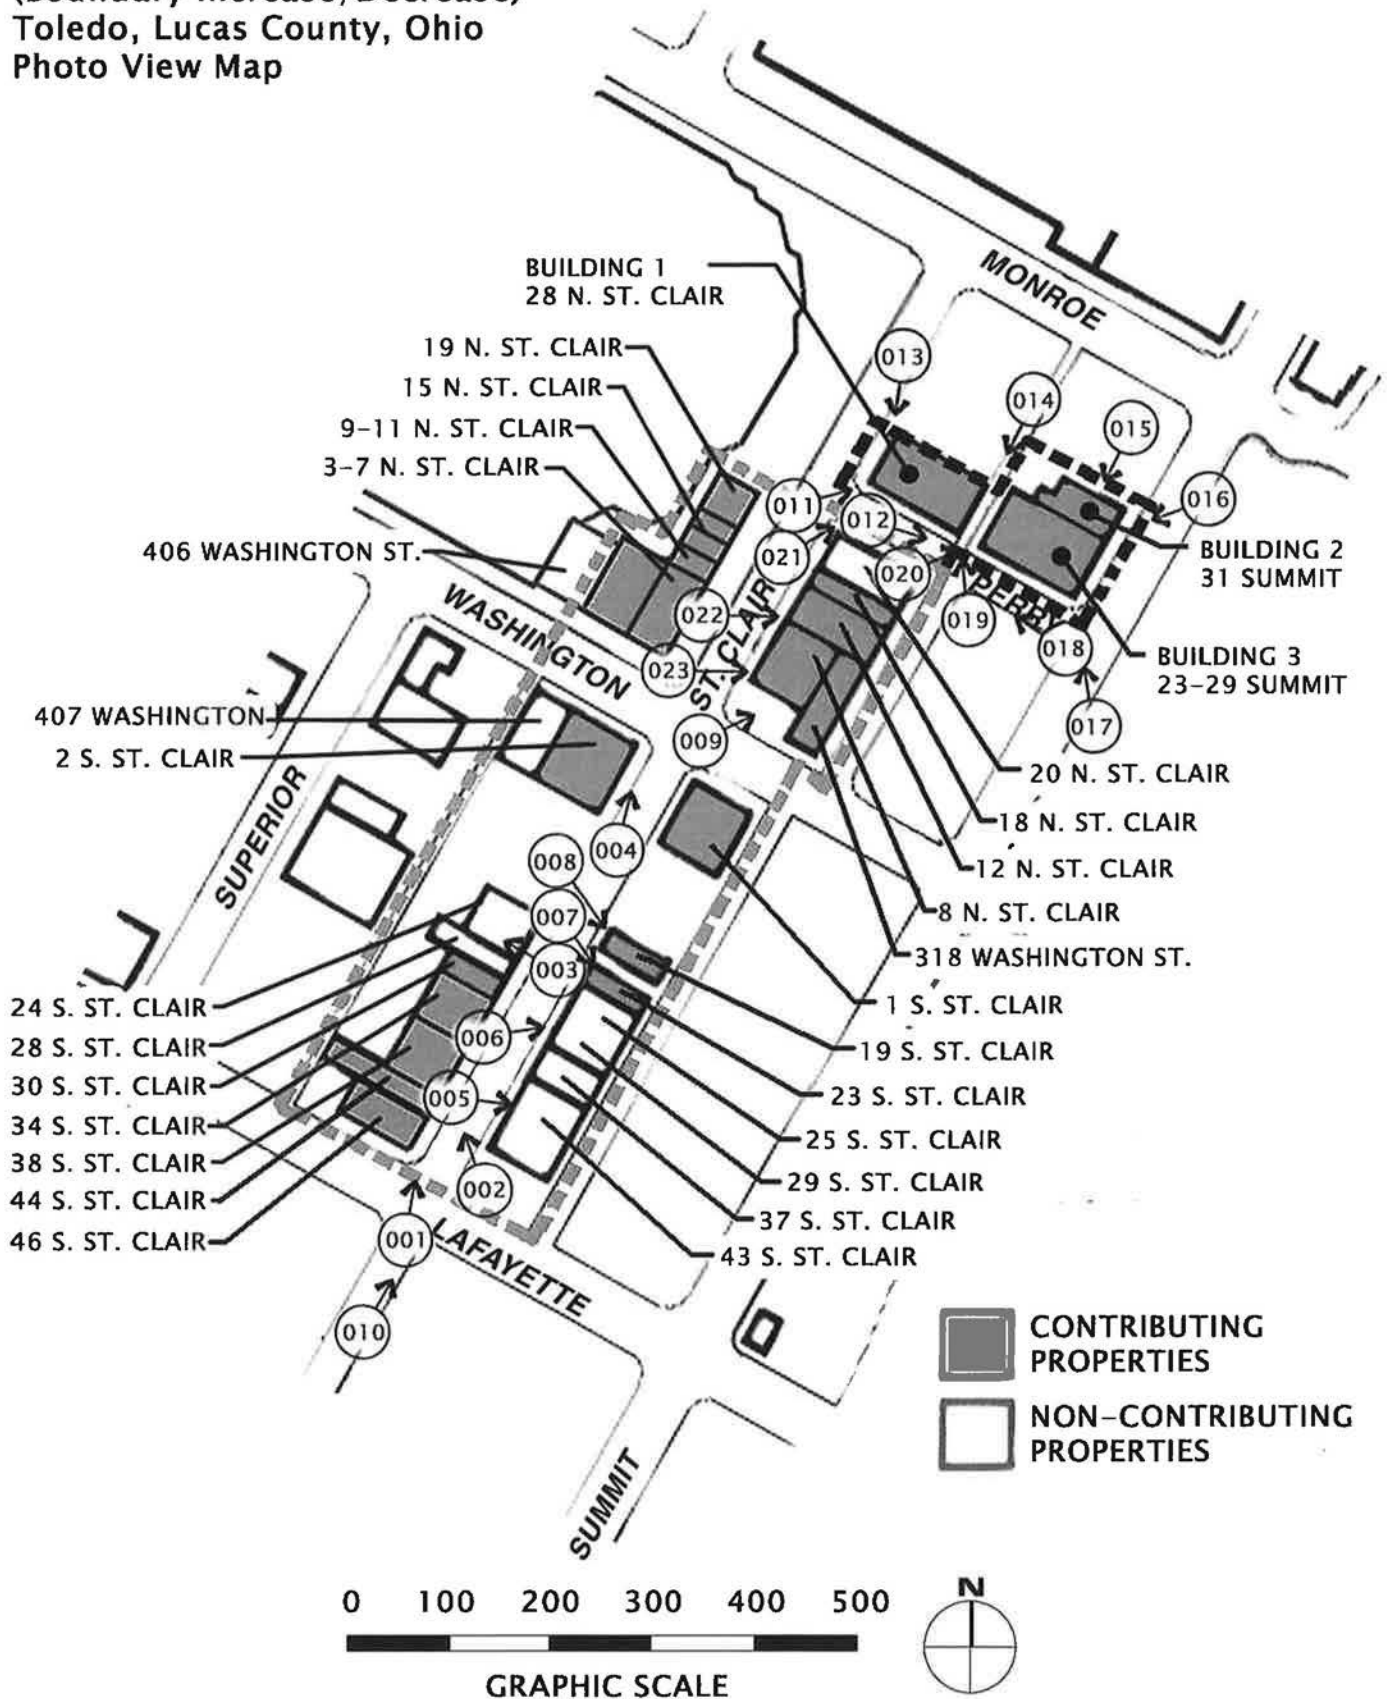 (Boundary Increase/Decrease)
Toledo, Lucas County, Ohio
Photo View Map
MONROE
BUILDING 1
28 N. ST. CLAIR
19 N. ST. CLAIR
15 N. ST. CLAIR
9-11 N. ST. CLAIR
3-7 N. ST. CLAIR
406 WASHINGTON ST.
013
014
015
016
011
012
021
020
022
019
018
023
017
009
BUILDING 2
31 SUMMIT
PERRY
BUILDING 3
23-29 SUMMIT
WASHINGTON
ST. CLAIR
407 WASHINGTON
2 S. ST. CLAIR
SUPERIOR
20 N. ST. CLAIR
18 N. ST. CLAIR
12 N. ST. CLAIR
8 N. ST. CLAIR
318 WASHINGTON ST.
1 S. ST. CLAIR
19 S. ST. CLAIR
23 S. ST. CLAIR
25 S. ST. CLAIR
29 S. ST. CLAIR
37 S. ST. CLAIR
43 S. ST. CLAIR
008
004
007
003
006
005
002
001
010
24 S. ST. CLAIR
28 S. ST. CLAIR
30 S. ST. CLAIR
34 S. ST. CLAIR
38 S. ST. CLAIR
44 S. ST. CLAIR
46 S. ST. CLAIR
LAFAYETTE
SUMMIT
CONTRIBUTING
PROPERTIES
NON-CONTRIBUTING
PROPERTIES
0 100 200 300 400 500
GRAPHIC SCALE
N